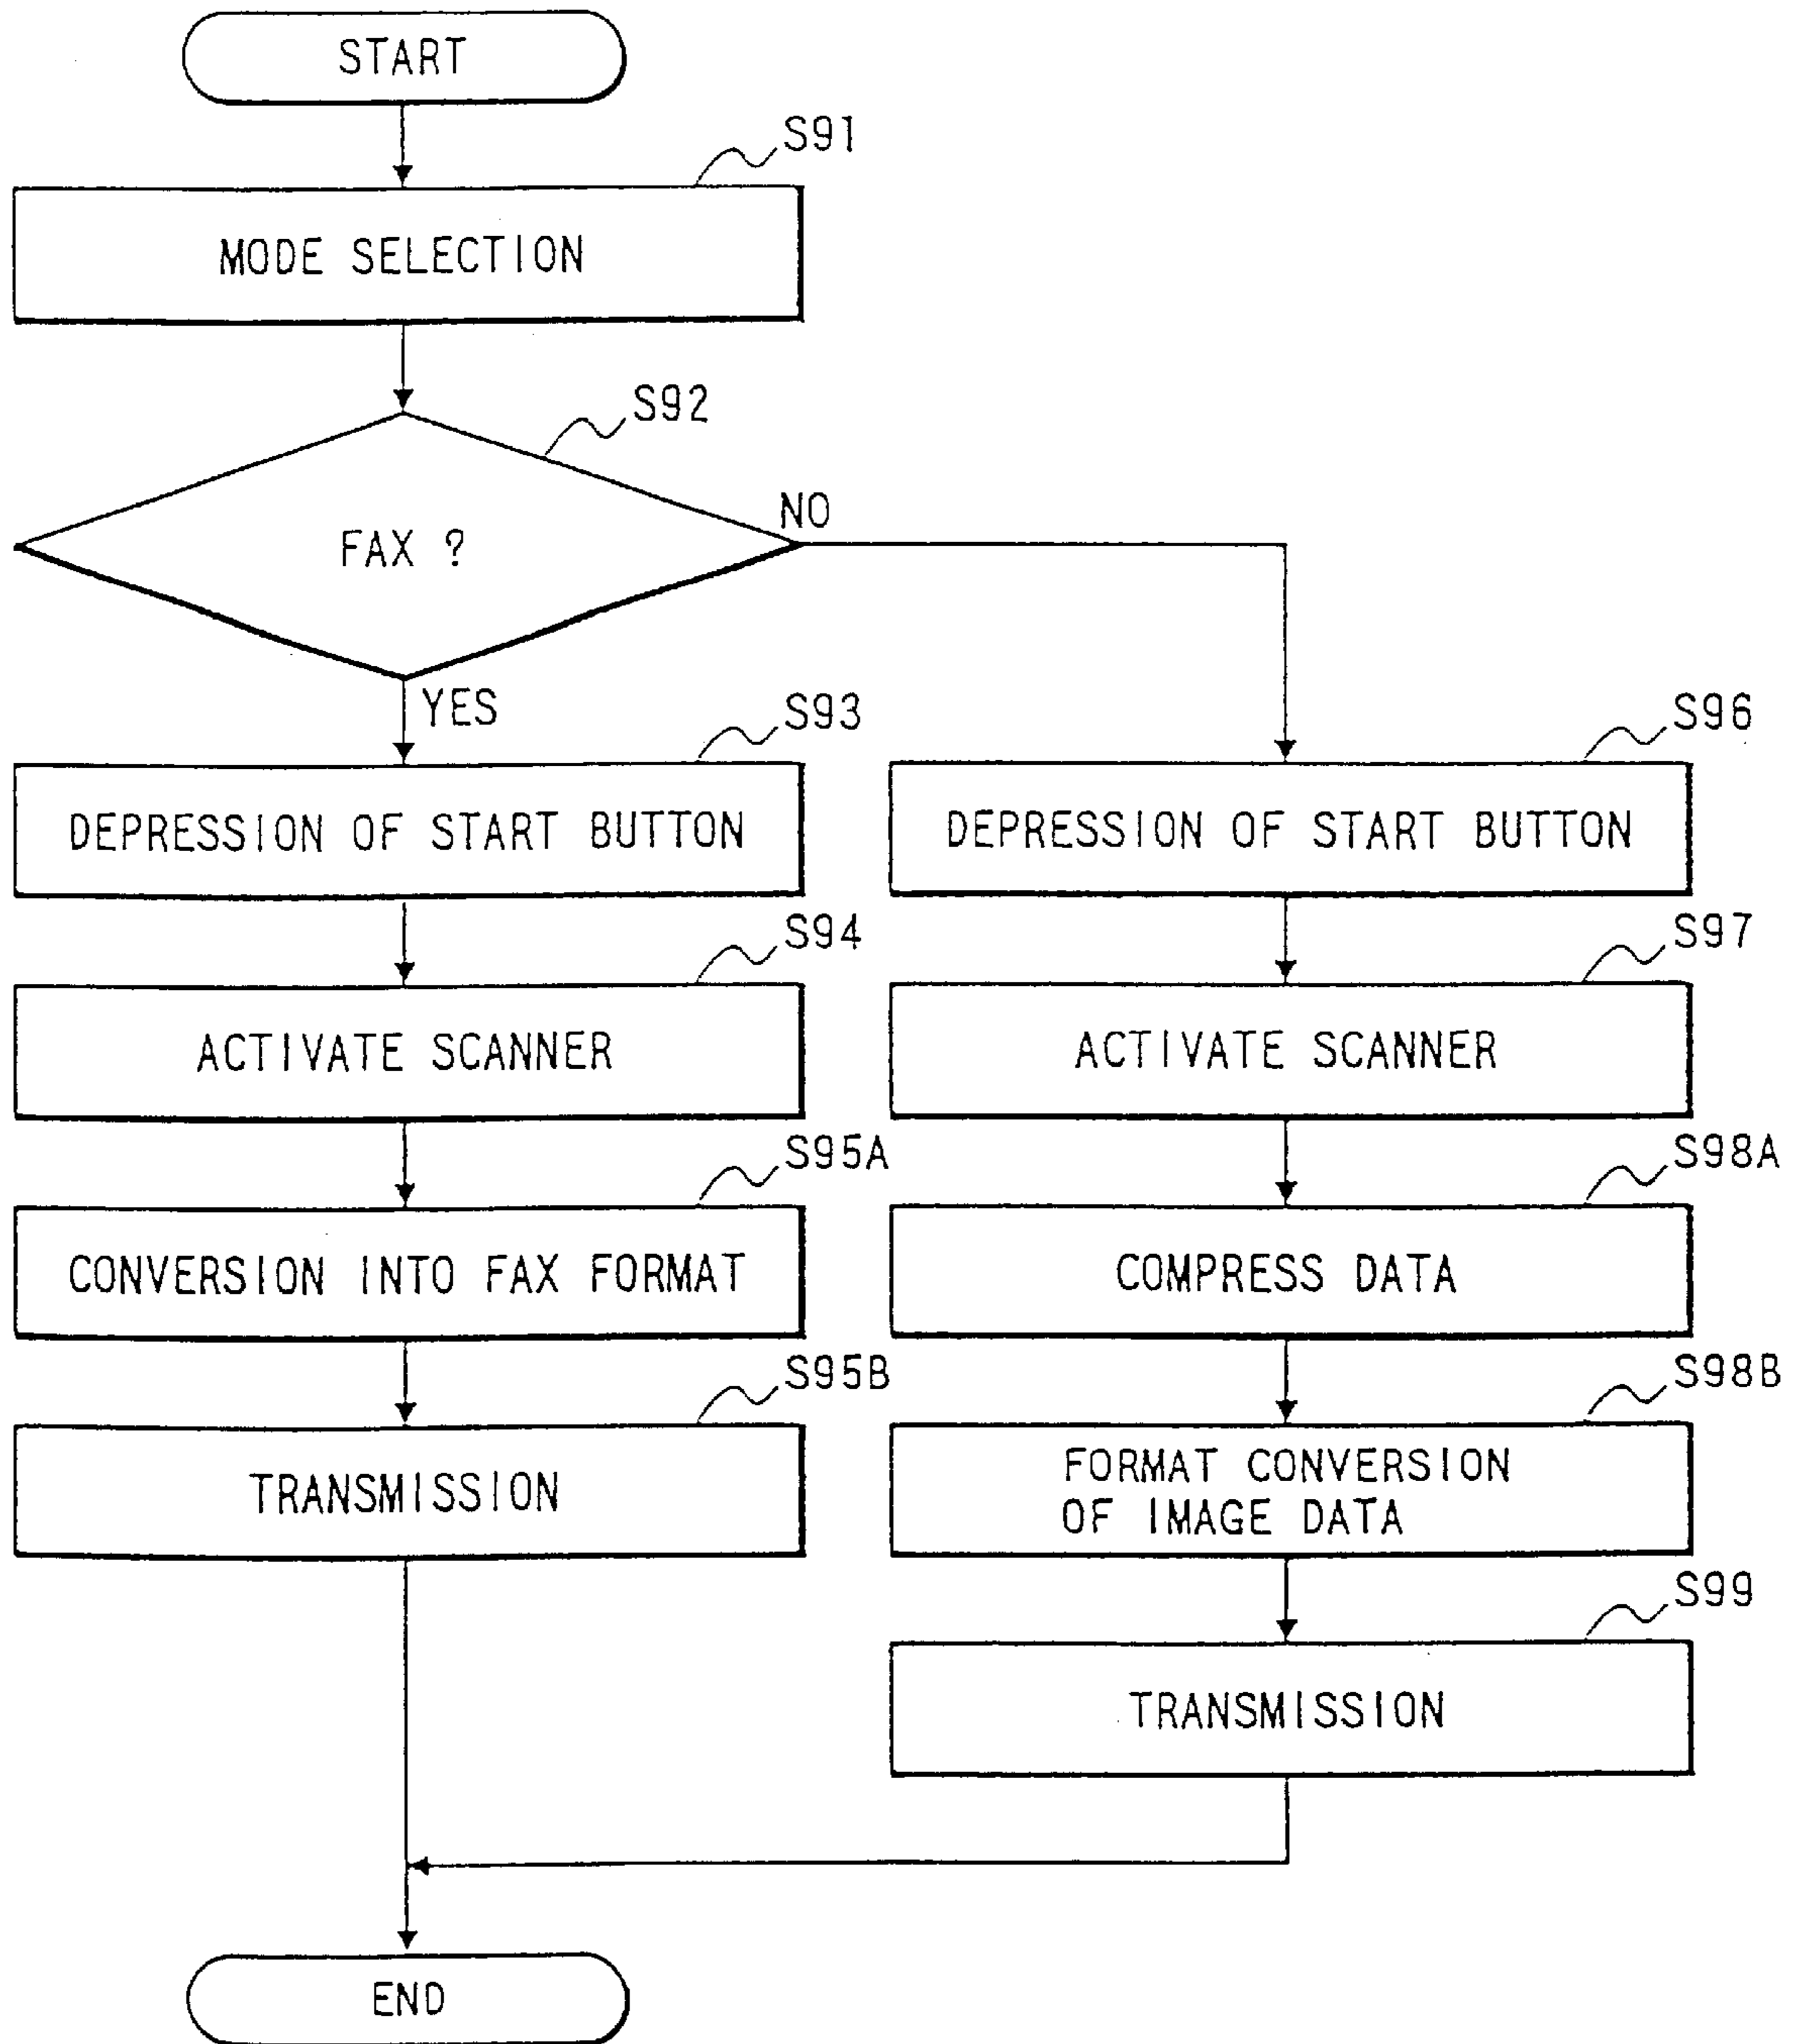 START
S91
MODE SELECTION
S92
FAX ?
NO
YES
S93
DEPRESSION OF START BUTTON
S94
ACTIVATE SCANNER
S95A
CONVERSION INTO FAX FORMAT
S95B
TRANSMISSION
S96
DEPRESSION OF START BUTTON
S97
ACTIVATE SCANNER
S98A
COMPRESS DATA
S98B
FORMAT CONVERSION
OF IMAGE DATA
S99
TRANSMISSION
END